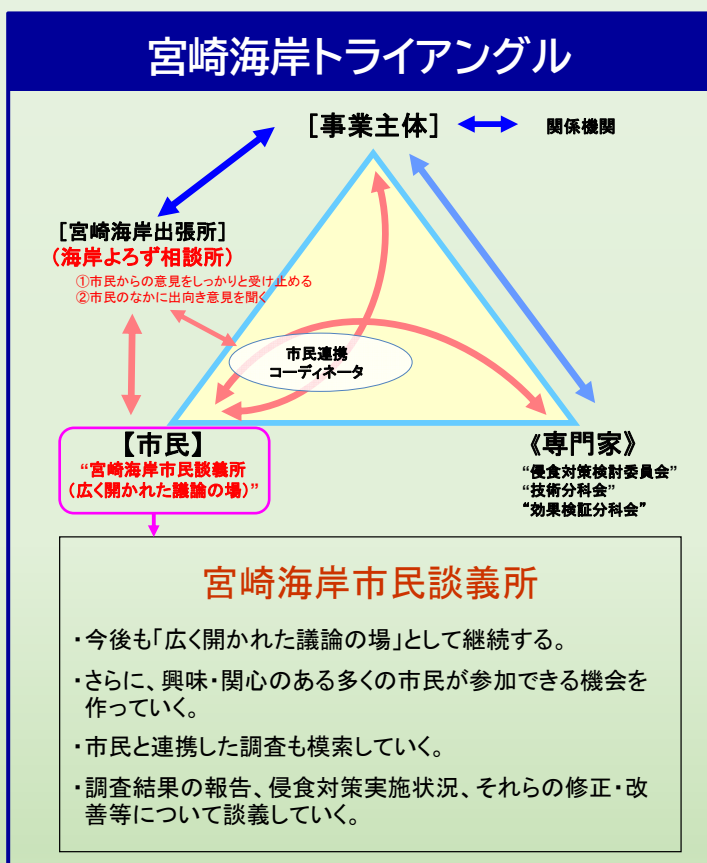 宮崎海岸トライアングル
[事業主体]
関係機関
[宮崎海岸出張所]
(海岸よろず相談所)
①市民からの意見をしっかりと受け止める
②市民のなかに出向き意見を聞く
市民連携
コーディネータ
【市民】
“宮崎海岸市民談義所
(広く開かれた議論の場)”
《専門家》
“侵食対策検討委員会”
“技術分科会”
“効果検証分科会”
宮崎海岸市民談義所
・今後も「広く開かれた議論の場」として継続する。
・さらに、興味・関心のある多くの市民が参加できる機会を
作っていく。
・市民と連携した調査も模索していく。
・調査結果の報告、侵食対策実施状況、それらの修正・改
善等について談義していく。